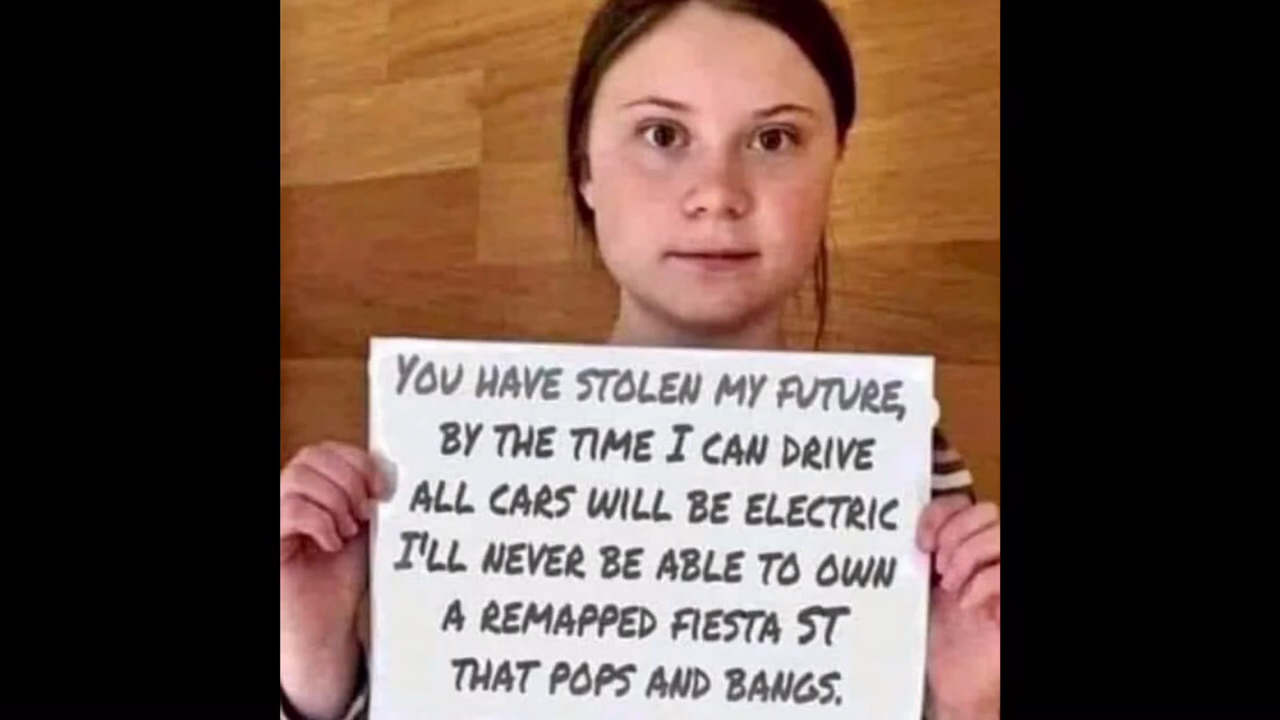 YOU HAVE STOLEN MY FUTURE,
BY THE TIME I CAN DRIVE
ALL CARS WILL BE ELECTRIC
I'LL NEVER BE ABLE TO OWN
A REMAPPED FIESTA ST
THAT POPS AND BANGS.